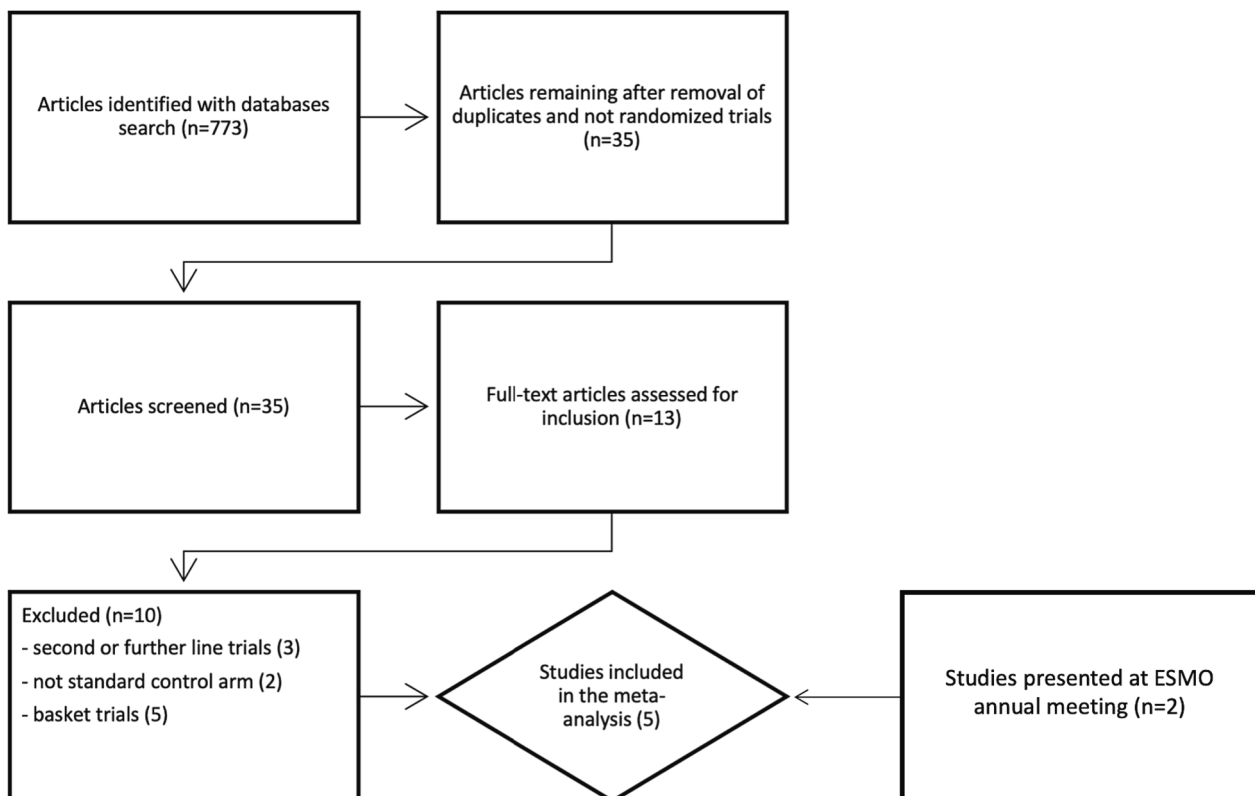 Articles identified with databases
search (n=773)
Articles remaining after removal of
duplicates and not randomized trials
(n=35)
Articles screened (n=35)
Full-text articles assessed for
inclusion (n=13)
Excluded (n=10)
- second or further line trials (3)
- not standard control arm (2)
- basket trials (5)
Studies included
in the meta-
analysis (5)
Studies presented at ESMO
annual meeting (n=2)